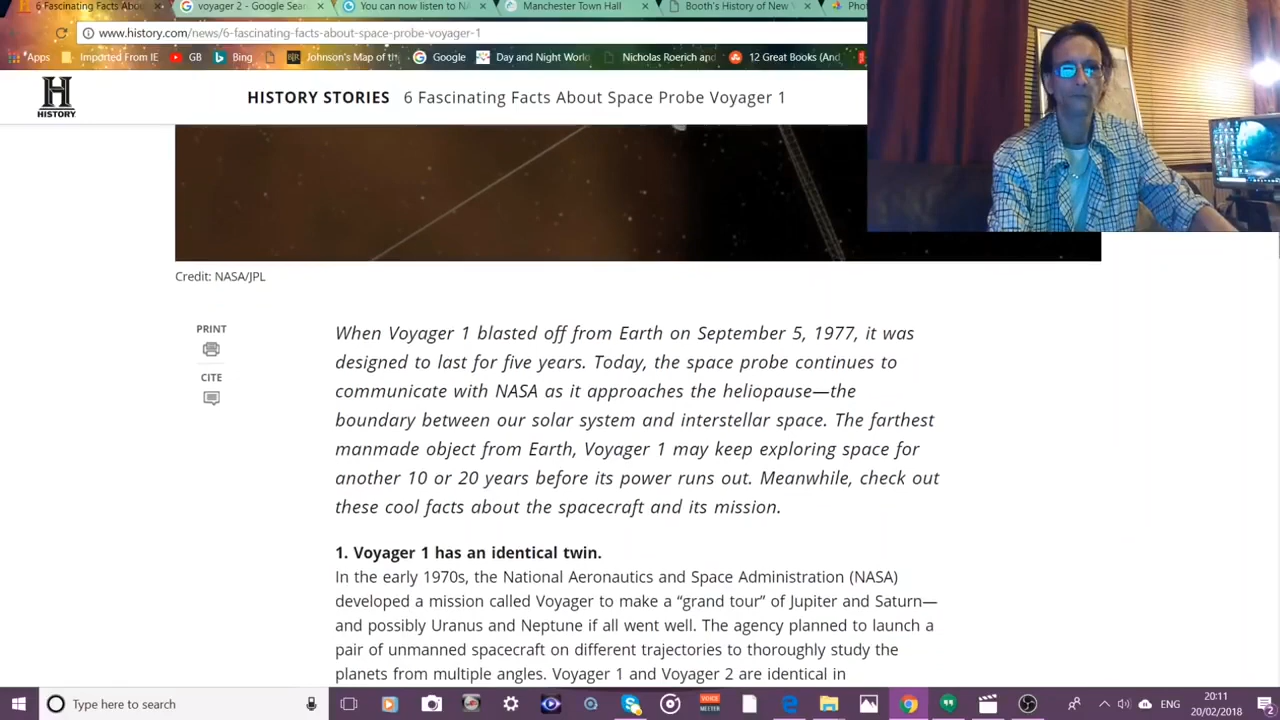 6 Fascinating Facts Abou
voyager 2 - Google Sear
You can now listen to NA
Manchester Town Hall
Booth's History of New
Phot
www.history.com/news/6-fascinating-facts-about-space-probe-voyager-1
Apps
Imported From IE
GB
Bing
Johnson's Map of th
Google
Day and Night World
Nicholas Roerich and
12 Great Books (And
H
HISTORY
HISTORY STORIES 6 Fascinating Facts About Space Probe Voyager 1
Credit: NASA/JPL
PRINT
CITE
When Voyager 1 blasted off from Earth on September 5, 1977, it was
designed to last for five years. Today, the space probe continues to
communicate with NASA as it approaches the heliopause—the
boundary between our solar system and interstellar space. The farthest
manmade object from Earth, Voyager 1 may keep exploring space for
another 10 or 20 years before its power runs out. Meanwhile, check out
these cool facts about the spacecraft and its mission.
1. Voyager 1 has an identical twin.
In the early 1970s, the National Aeronautics and Space Administration (NASA)
developed a mission called Voyager to make a “grand tour” of Jupiter and Saturn—
and possibly Uranus and Neptune if all went well. The agency planned to launch a
pair of unmanned spacecraft on different trajectories to thoroughly study the
planets from multiple angles. Voyager 1 and Voyager 2 are identical in
Type here to search
VOICE
MEETER
ENG
20:11
20/02/2018
2